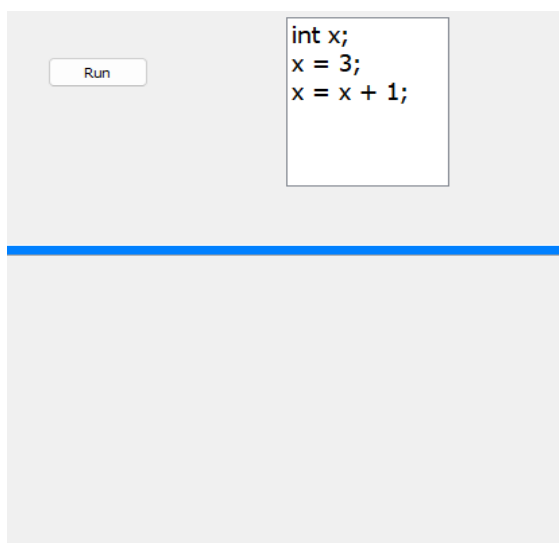 Run
int x;
x = 3;
x = x + 1;